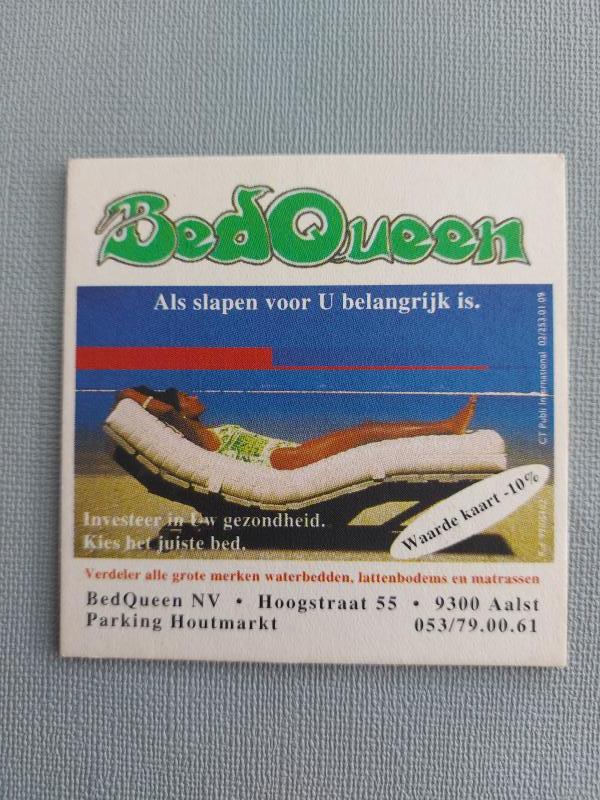 BedQueen
Als slapen voor U belangrijk is.
CT Publi International 02/253.01.09
Investeer in Uw gezondheid.
Kies het juiste bed.
Waarde kaart -10%
Verdeler alle grote merken waterbedden, lattenbodems en matrassen
BedQueen NV • Hoogstraat 55 • 9300 Aalst
Parking Houtmarkt 053/79.00.61